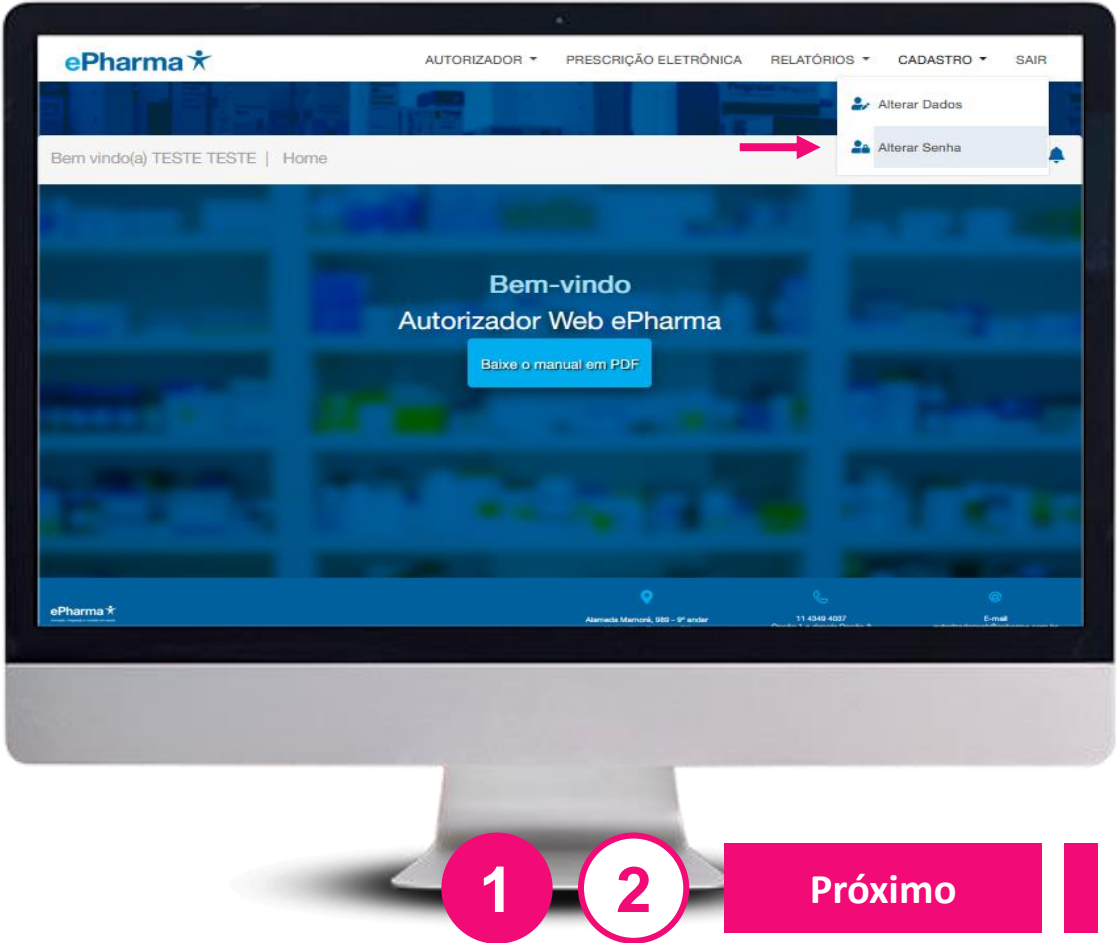 ePharma
AUTORIZADOR
PRESCRIÇÃO ELETRÔNICA
RELATÓRIOS
CADASTRO
SAIR
Alterar Dados
Alterar Senha
Bem vindo(a) TESTE TESTE | Home
Bem-vindo
Autorizador Web ePharma
Baixe o manual em PDF
ePharma
Alameda Mamoré, 989 - 9º andar
11 4349 4037
E-mail
1
2
Próximo